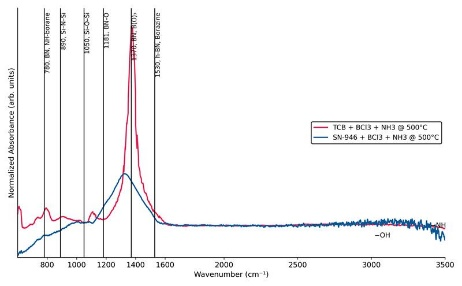 Normalized Absorbance (arb. units)
780, BN, NH-borane
890, Si-N-Si
1050, Si-O-Si
1181, BN-O
1370, BN, B(O)₃
1530, h-BN, Borazine
TCB + BCl3 + NH3 @ 500°C
SN-946 + BCl3 + NH3 @ 500°C
−NH
−OH
800 1000 1200 1400 1600 2000 2500 3000 3500
Wavenumber (cm⁻¹)